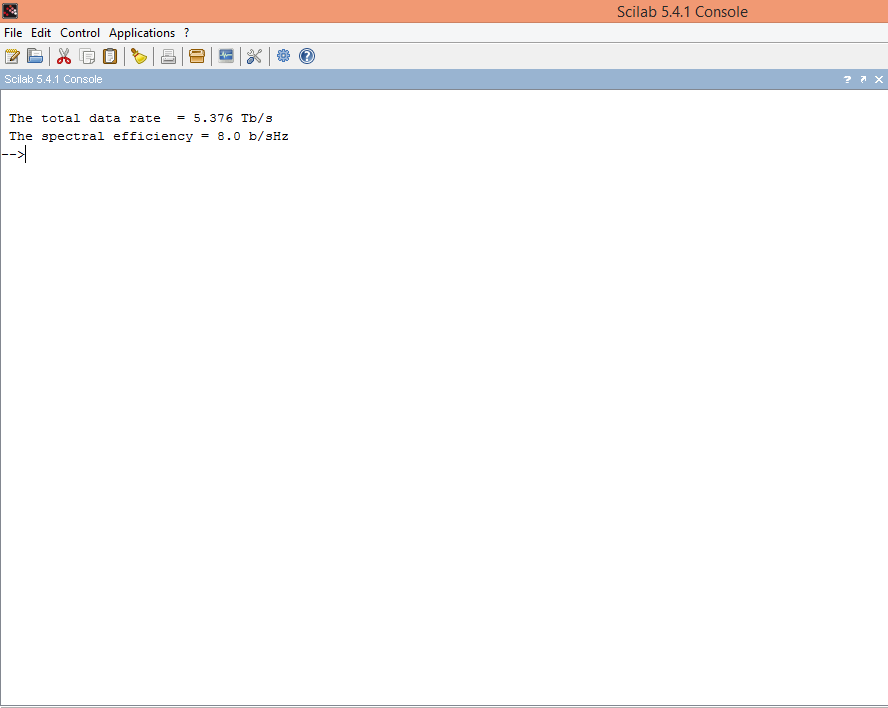 Scilab 5.4.1 Console
File Edit Control Applications ?
Scilab 5.4.1 Console
The total data rate  = 5.376 Tb/s
The spectral efficiency = 8.0 b/sHz
-->